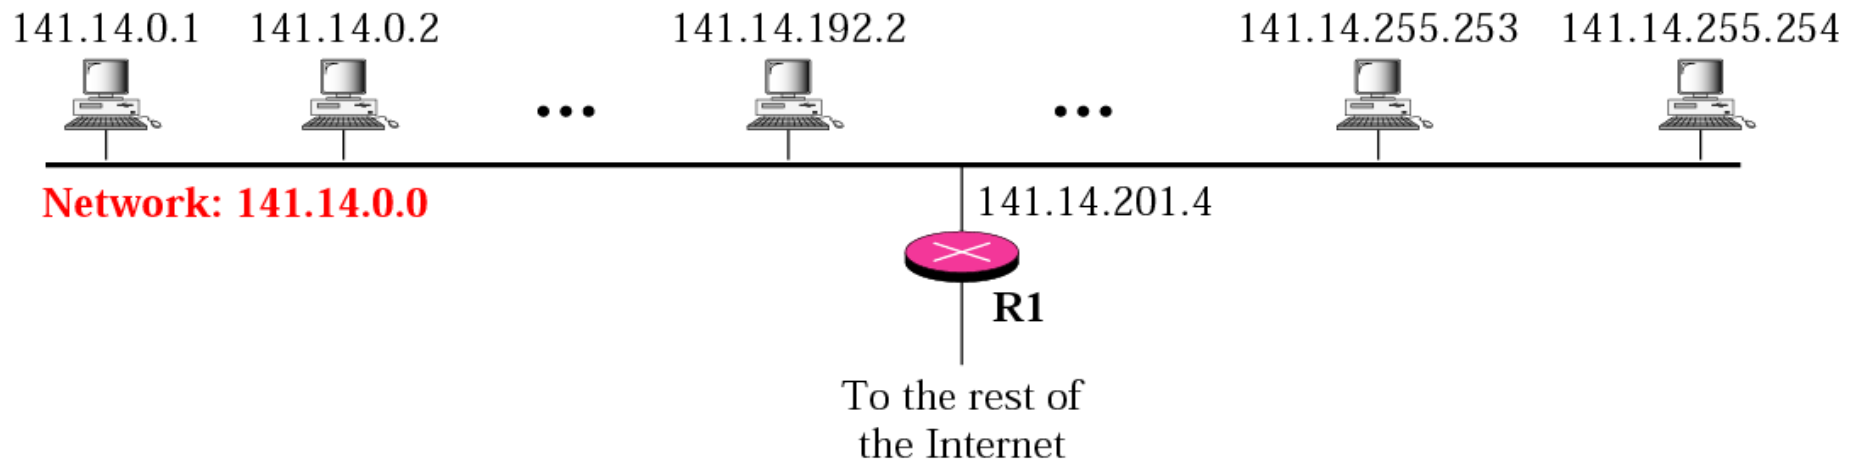 141.14.0.1
141.14.0.2
141.14.192.2
141.14.255.253
141.14.255.254
Network: 141.14.0.0
141.14.201.4
R1
To the rest of
the Internet